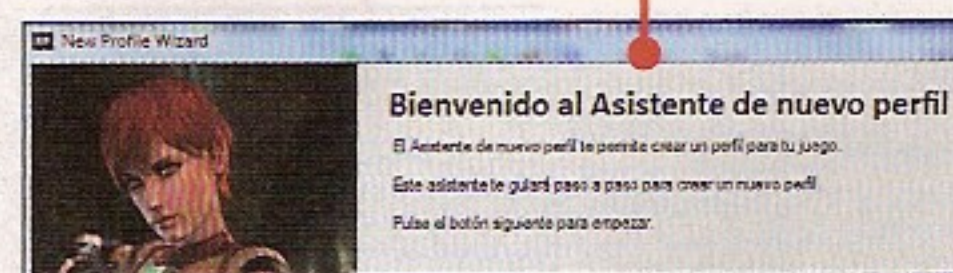 New Profile Wizard
Bienvenido al Asistente de nuevo perfil
El Asistente de nuevo perfil te permite crear un perfil para tu juego.
Este asistente te guiará paso a paso para crear un nuevo perfil.
Pulse el botón siguiente para empezar.